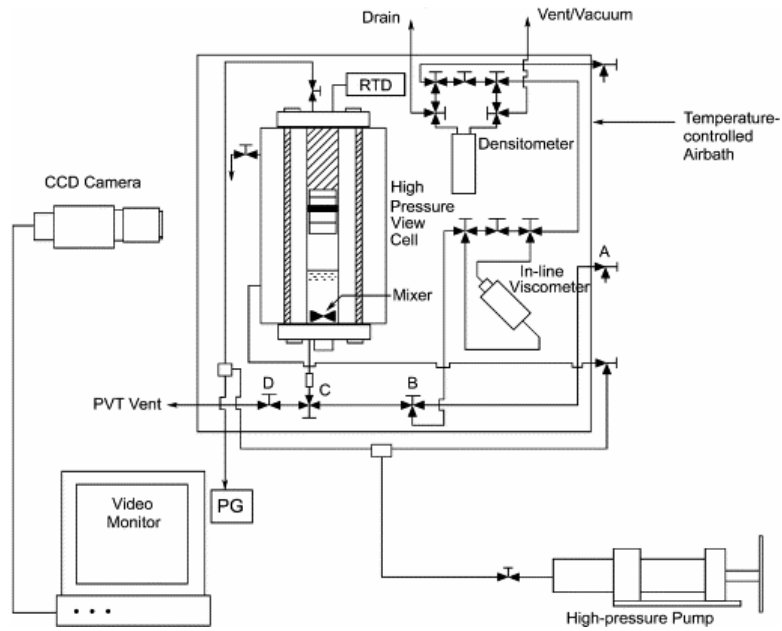 Drain
Vent/Vacuum
RTD
Temperature-
controlled
Airbath
Densitometer
CCD Camera
High
Pressure
View
Cell
A
In-line
Viscometer
Mixer
D
C
B
PVT Vent
PG
Video
Monitor
High-pressure Pump